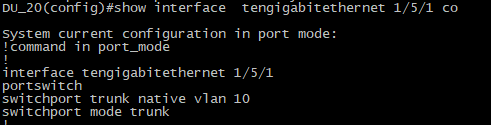 DU_20(config)#show interface  tengigabitethernet 1/5/1 co
System current configuration in port mode:
!command in port_mode
!
interface tengigabitethernet 1/5/1
portswitch
switchport trunk native vlan 10
switchport mode trunk
!